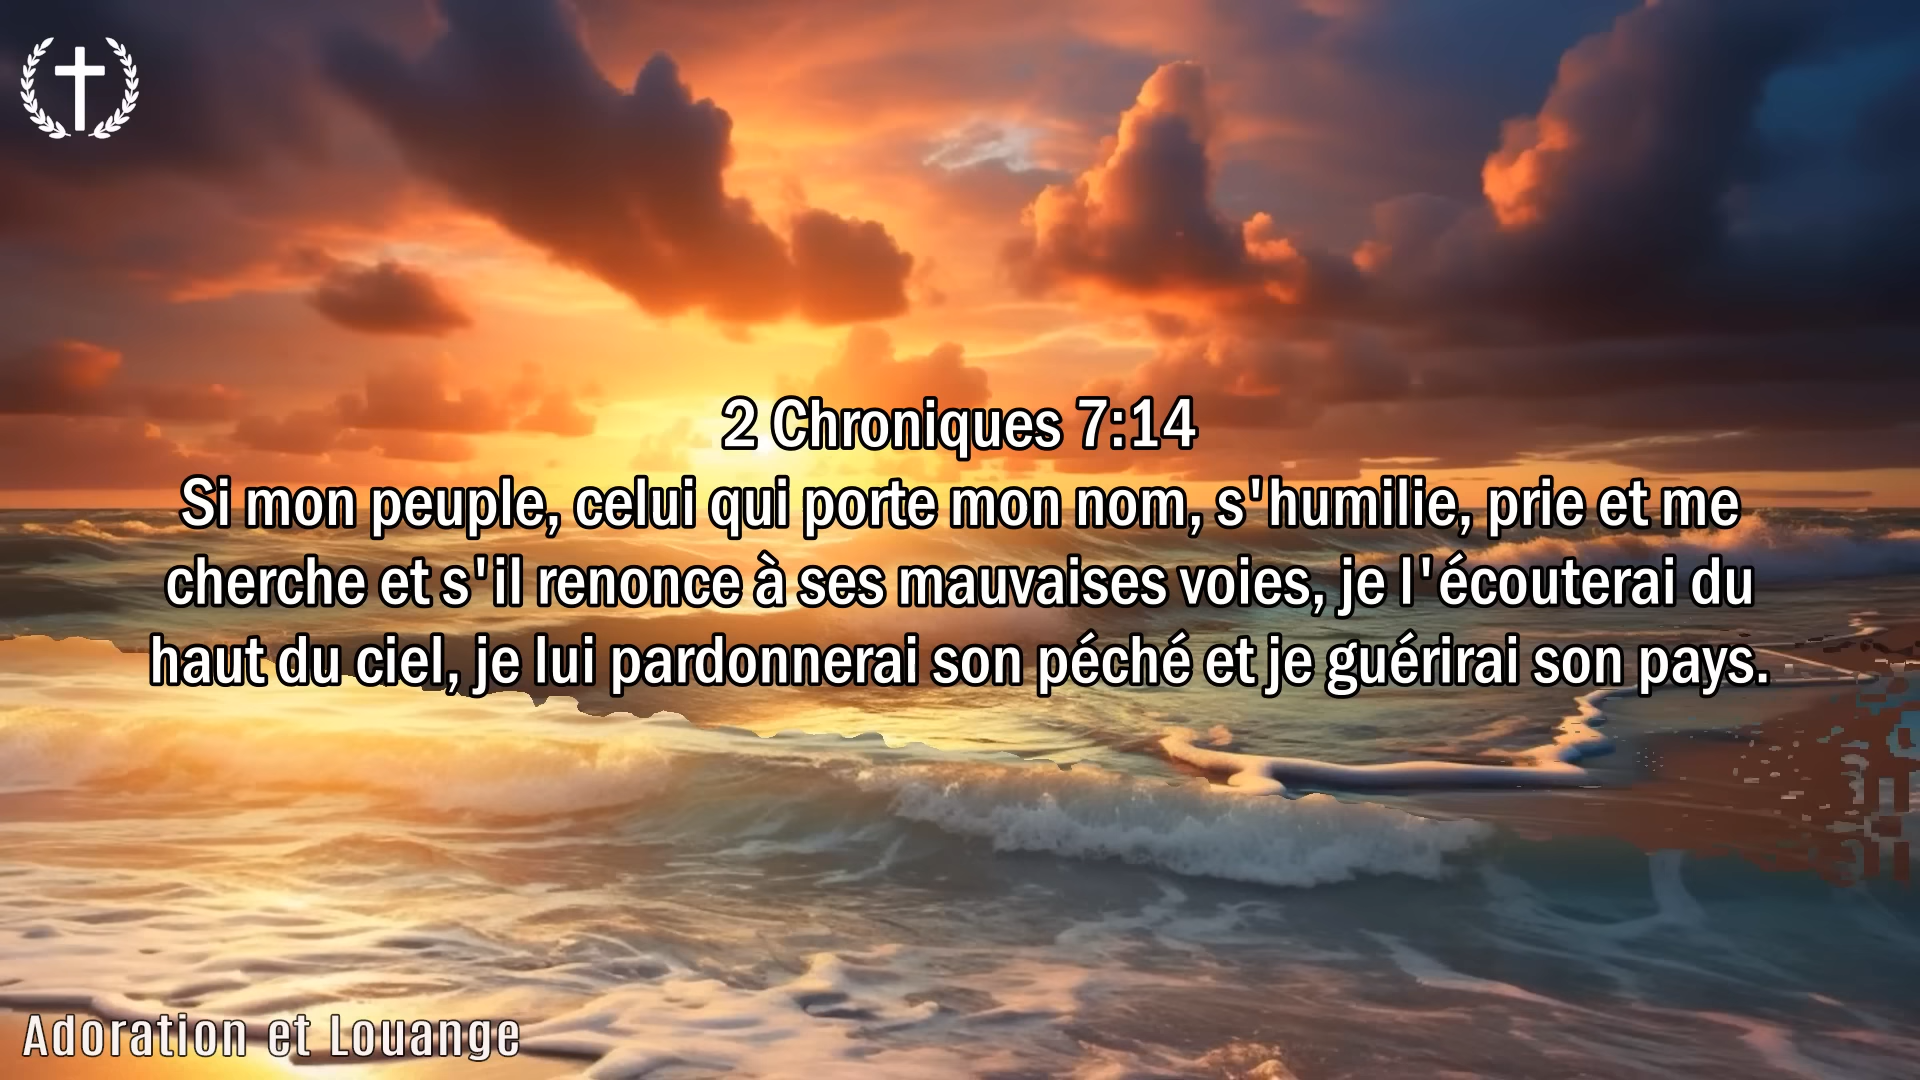 2 Chroniques 7:14
Si mon peuple, celui qui porte mon nom, s'humilie, prie et me
cherche et s'il renonce à ses mauvaises voies, je l'écouterai du
haut du ciel, je lui pardonnerai son péché et je guérirai son pays.
Adoration et Louange